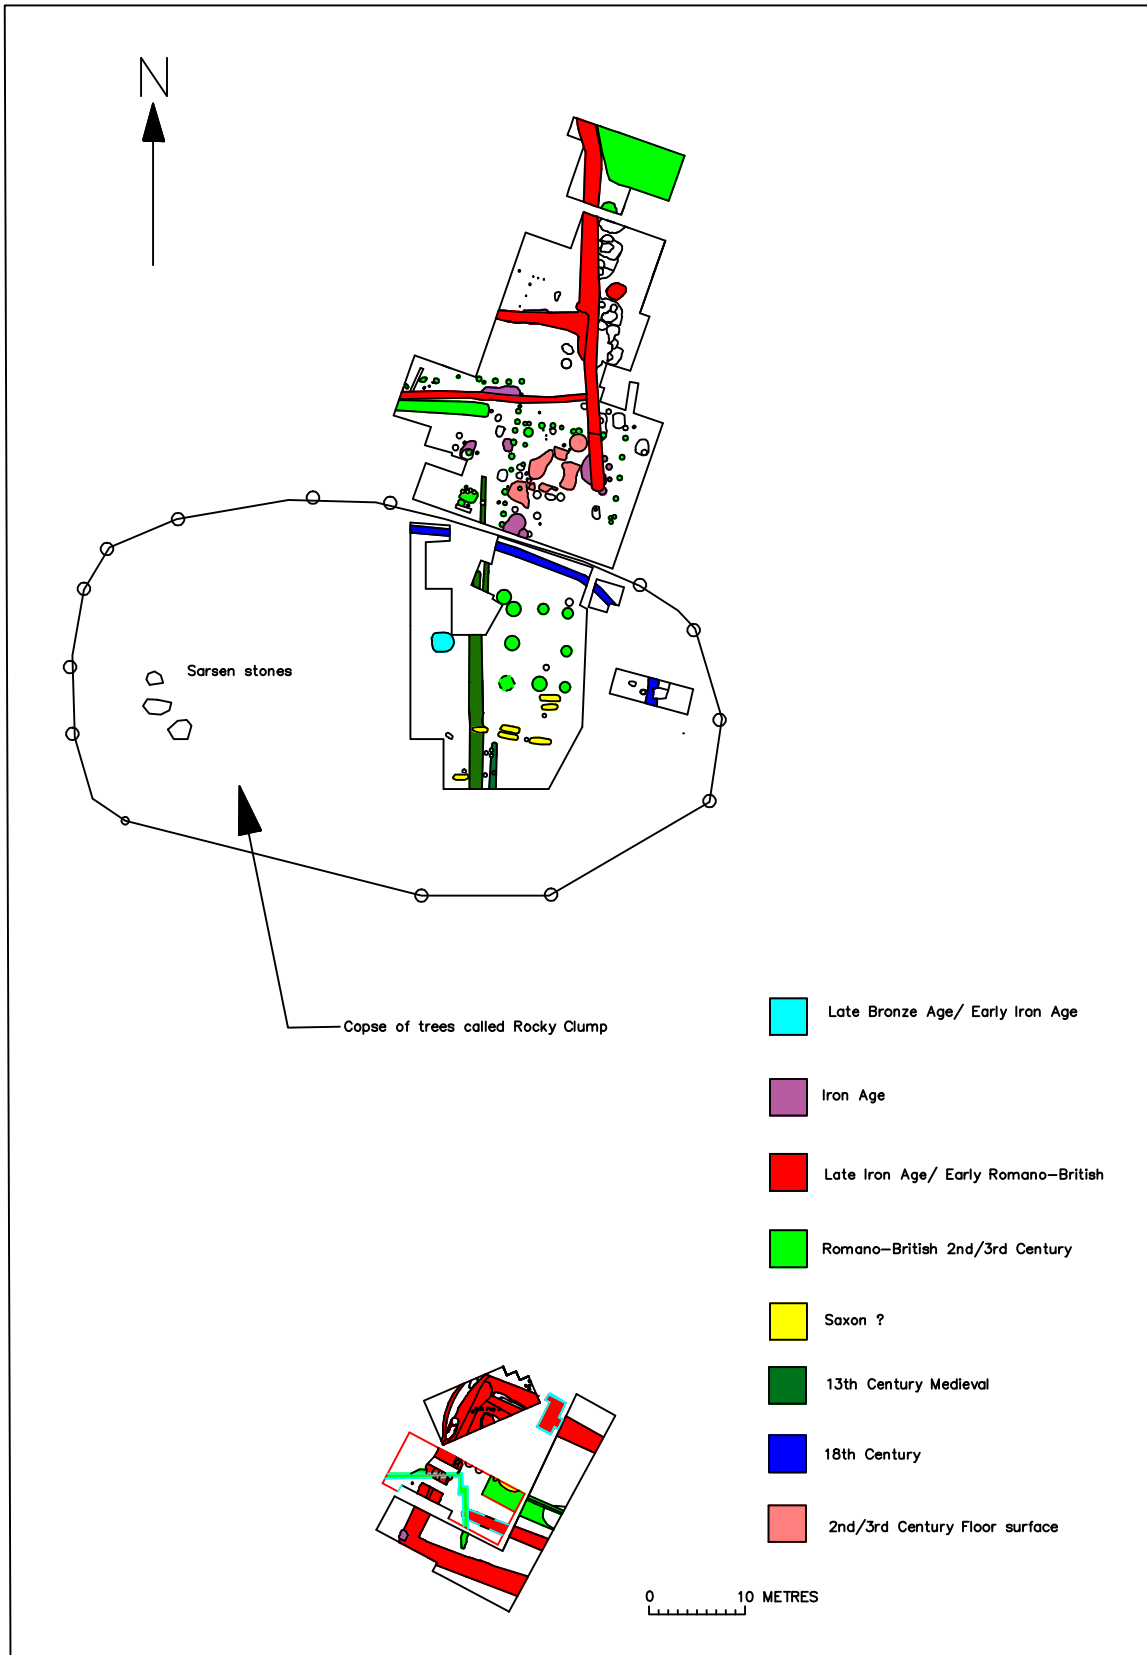 N
Sarsen stones
Copse of trees called Rocky Clump
Late Bronze Age/ Early Iron Age
Iron Age
Late Iron Age/ Early Romano-British
Romano-British 2nd/3rd Century
Saxon ?
13th Century Medieval
18th Century
2nd/3rd Century Floor surface
0 10 METRES